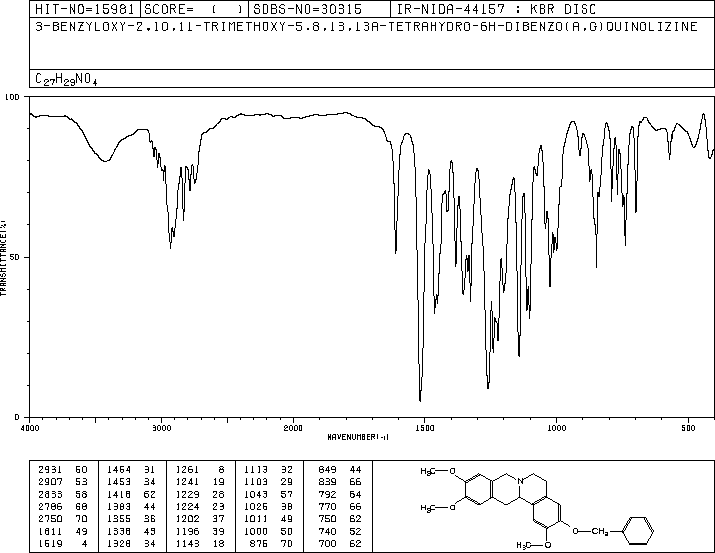 HIT-NO=15981 SCORE= ( ) SDBS-NO=30315 IR-NIDA-44157 : KBR DISC
3-BENZYLOXY-2,10,11-TRIMETHOXY-5,8,13,13A-TETRAHYDRO-6H-DIBENZO(A,G)QUINOLIZINE
C27H29NO4
100
TRANSMITTANCE(%)
50
0
4000 3000 2000 1500 1000 500
WAVENUMBER(-1)
2931 50 1464 31 1261 8 1113 32 849 44
2907 53 1453 34 1241 19 1103 29 839 66
2833 58 1418 62 1229 28 1043 57 792 64
2786 68 1383 44 1224 23 1026 38 770 66
2750 70 1355 36 1202 37 1011 49 750 62
1611 49 1338 49 1196 39 1000 50 740 52
1519 4 1328 34 1143 18 876 70 700 62
H3C O N
H3C O
O CH2
H3C O